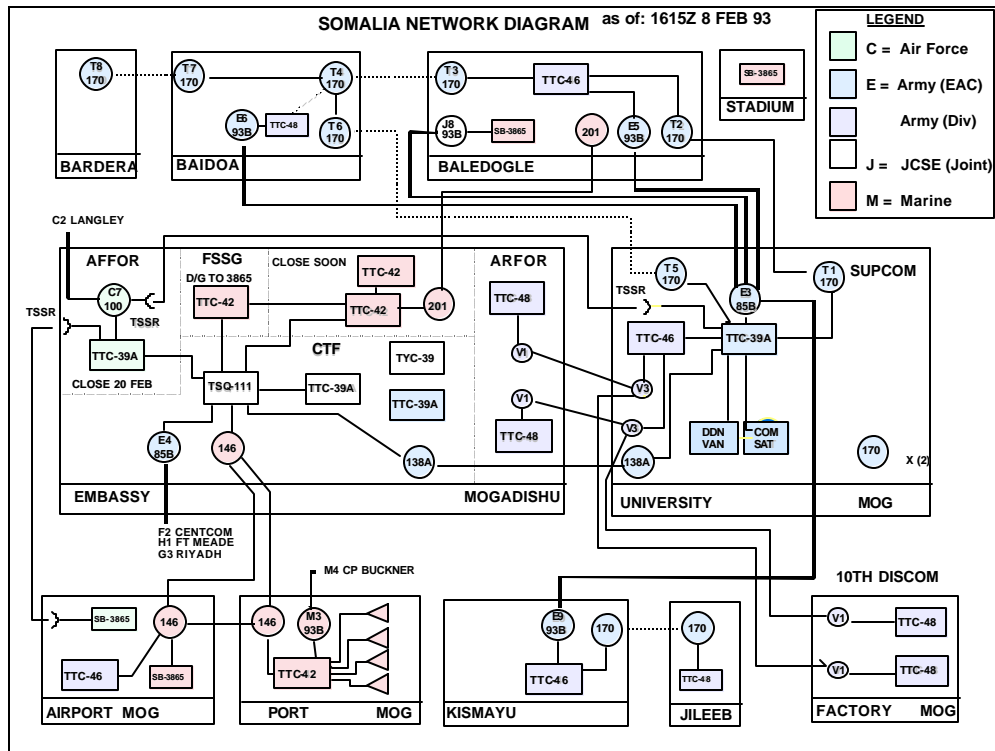 SOMALIA NETWORK DIAGRAM as of: 1615Z 8 FEB 93
LEGEND
C = Air Force
E = Army (EAC)
Army (Div)
J = JCSE (Joint)
M = Marine
T8
170
BARDERA
T7
170
T4
170
E6
93B
TTC-48
T6
170
BAIDOA
T3
170
TTC-46
J8
93B
SB-3865
201
E5
93B
T2
170
BALEDOGLE
SB-3865
STADIUM
C2 LANGLEY
AFFOR
C7
100
TSSR
TSSR
TTC-39A
CLOSE 20 FEB
FSSG
D/G TO 3865
TTC-42
CLOSE SOON
TTC-42
TTC-42
201
CTF
TYC-39
TSQ-111
TTC-39A
TTC-39A
E4
85B
146
138A
ARFOR
TTC-48
V1
V1
TTC-48
EMBASSY
MOGADISHU
F2 CENTCOM
H1 FT MEADE
G3 RIYADH
T5
170
TSSR
E3
85B
T1
170
SUPCOM
TTC-46
TTC-39A
V3
V3
138A
DDN
VAN
COM
SAT
170
X (2)
UNIVERSITY
MOG
SB-3865
146
TTC-46
SB-3865
AIRPORT MOG
M4 CP BUCKNER
146
M3
93B
TTC-42
PORT
MOG
E9
93B
170
TTC-46
KISMAYU
170
TTC-48
JILEEB
10TH DISCOM
V1
TTC-48
V1
TTC-48
FACTORY
MOG